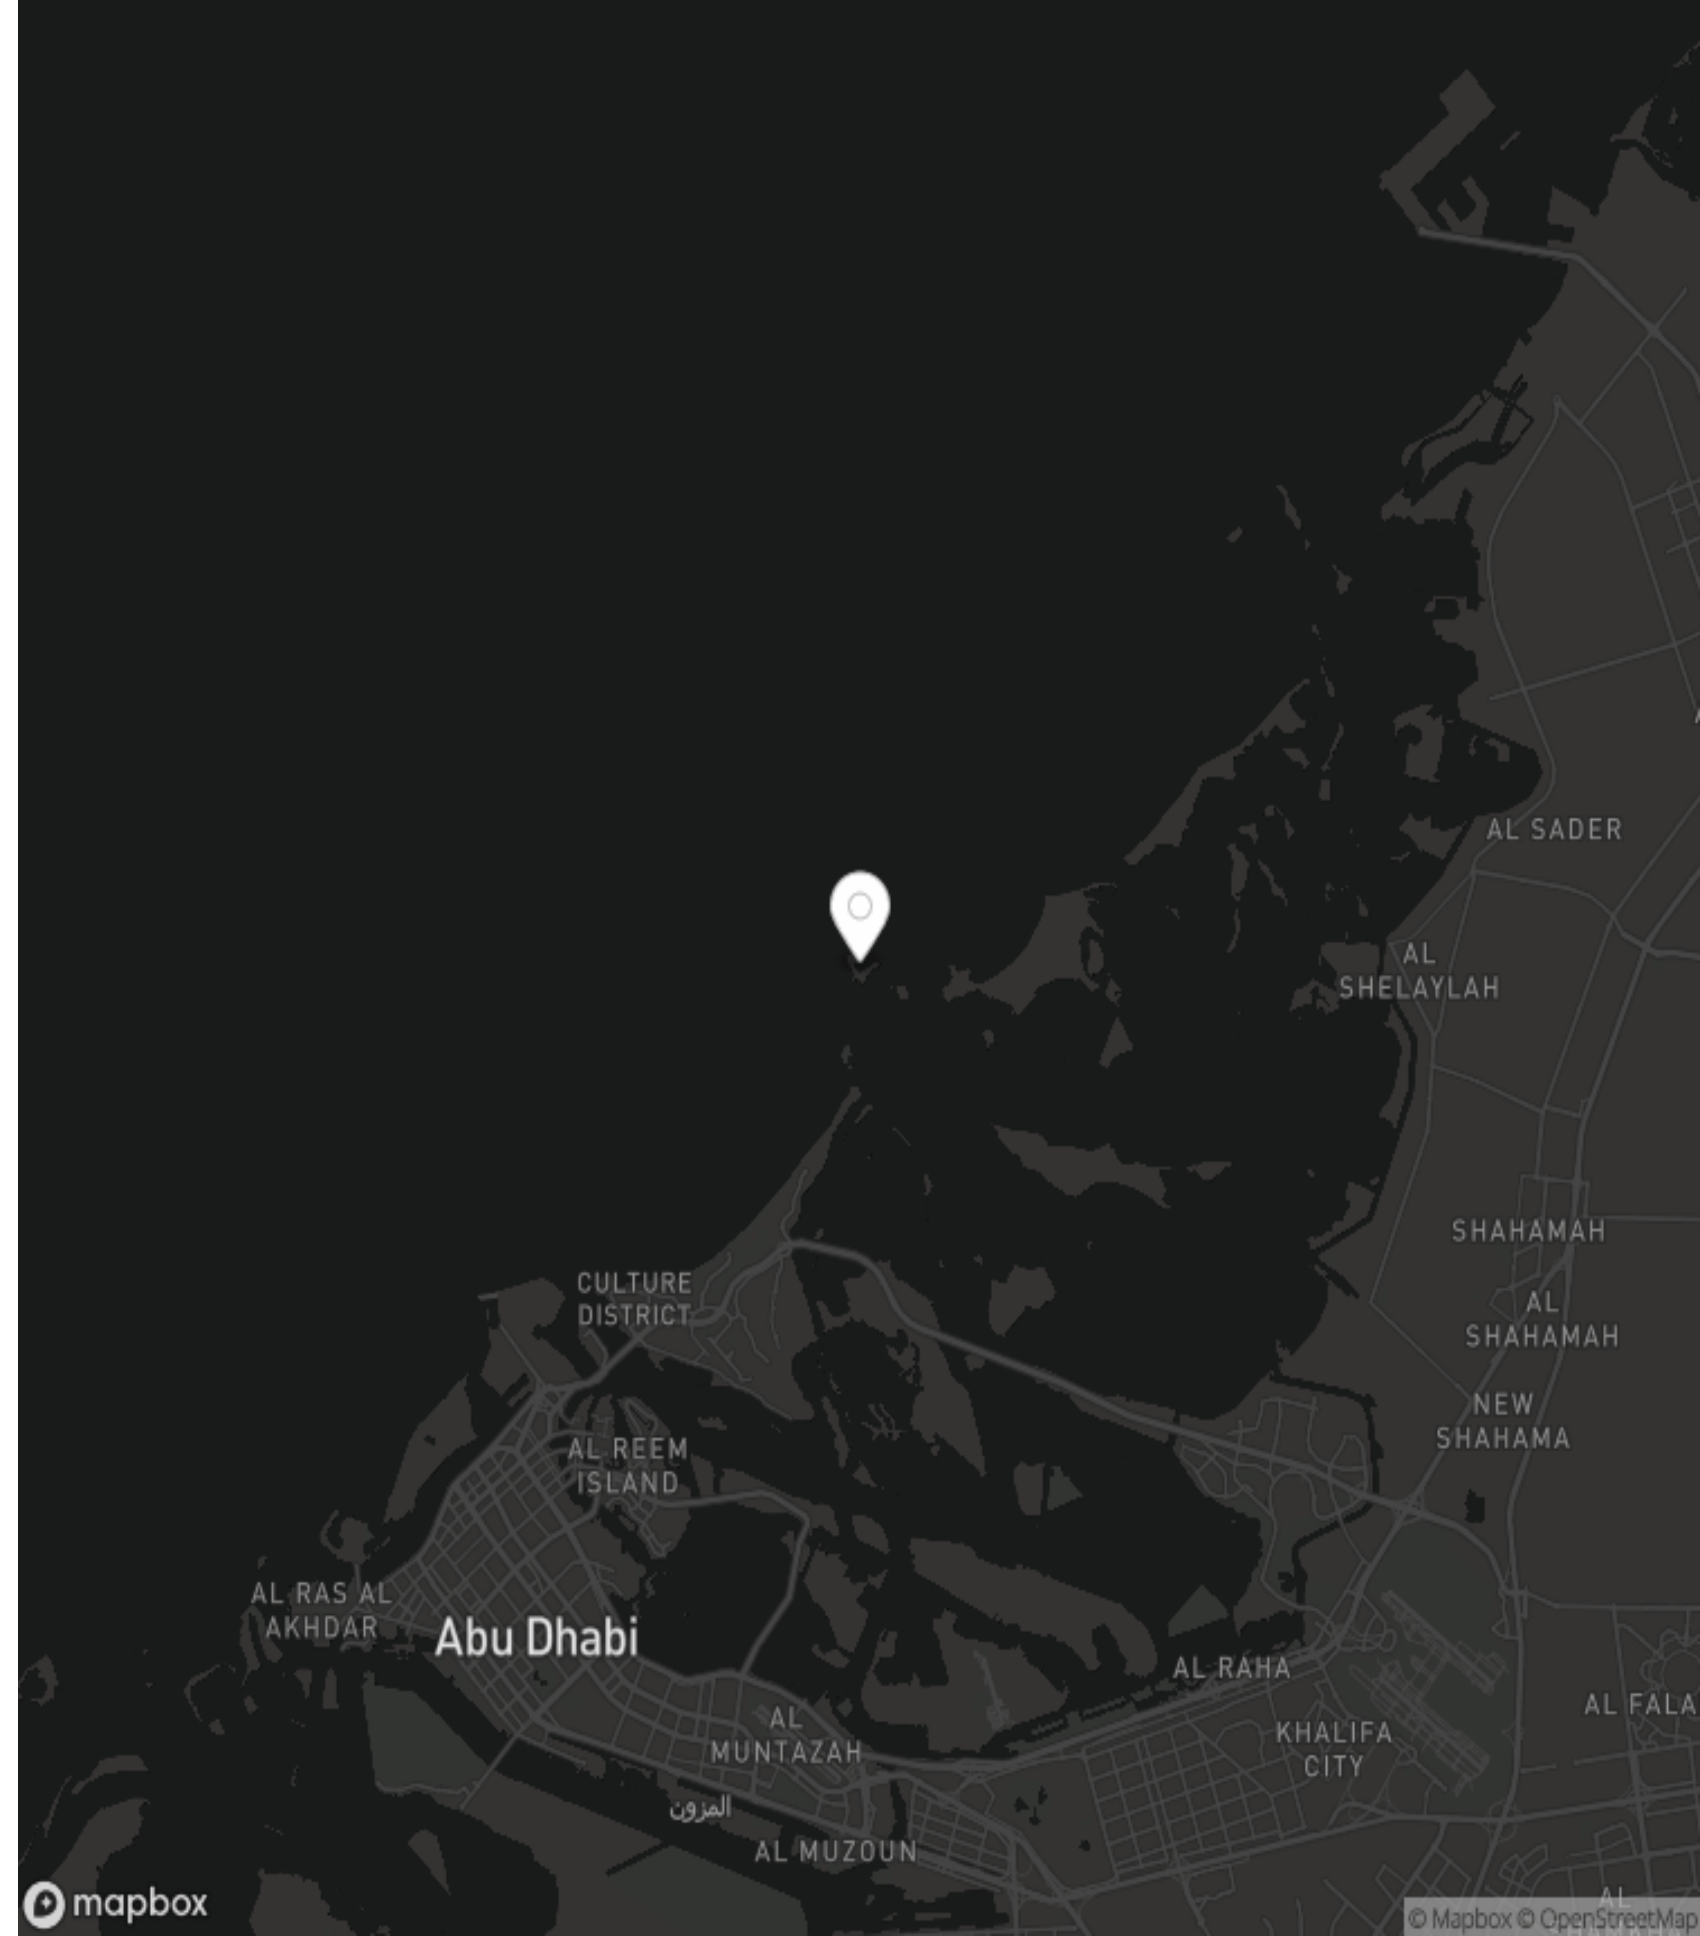 AL SADER
AL
SHELAYLAH
SHAHAMAH
CULTURE
DISTRICT
AL
SHAHAMAH
NEW
SHAHAMA
AL REEM
ISLAND
AL RAS AL
AKHDAR
Abu Dhabi
AL RAHA
AL FALA
AL
MUNTAZAH
KHALIFA
CITY
المزون
AL MUZOUN
mapbox
AL
© Mapbox © OpenStreetMap